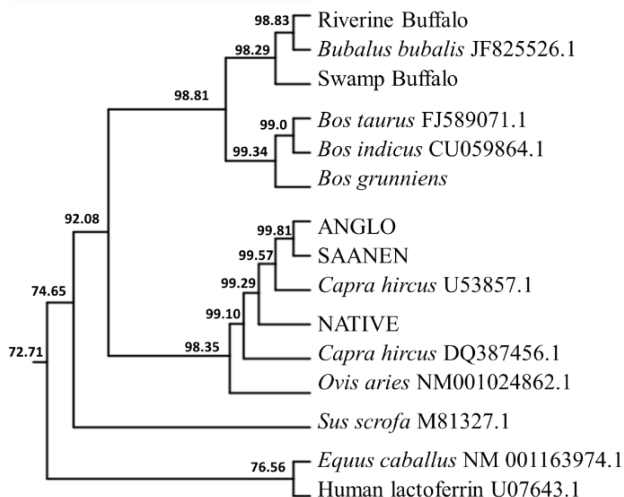 98.83
Riverine Buffalo
98.29
Bubalus bubalis JF825526.1
Swamp Buffalo
98.81
99.0
Bos taurus FJ589071.1
99.34
Bos indicus CU059864.1
Bos grunniens
92.08
99.81
ANGLO
99.57
SAANEN
99.29
Capra hircus U53857.1
74.65
99.10
NATIVE
72.71
98.35
Capra hircus DQ387456.1
Ovis aries NM001024862.1
Sus scrofa M81327.1
76.56
Equus caballus NM 001163974.1
Human lactoferrin U07643.1